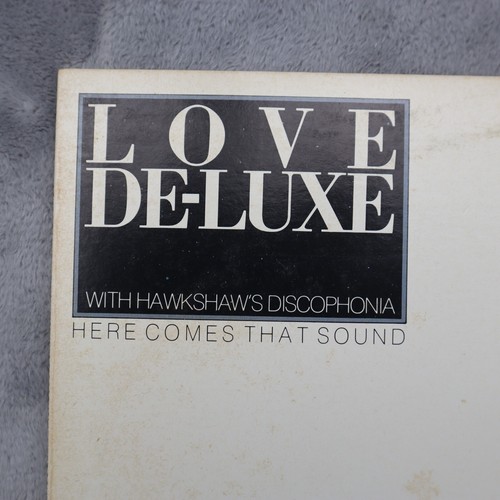 LOVE
DE-LUXE
WITH HAWKSHAW'S DISCOPHONIA
HERE COMES THAT SOUND